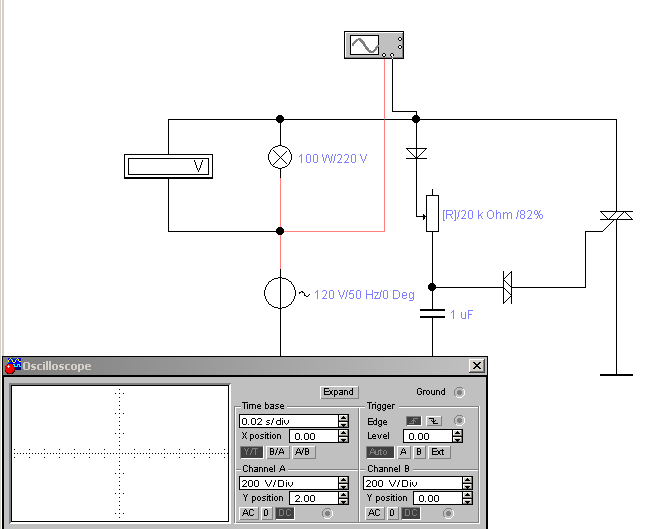 V
100 W/220 V
[R]/20 k Ohm /82%
120 V/50 Hz/0 Deg
1 uF
Oscilloscope
Expand
Ground
Time base
0.02 s/div
X position 0.00
Y/T B/A A/B
Trigger
Edge
Level 0.00
Auto A B Ext
Channel A
200 V/Div
Y position 2.00
AC 0 DC
Channel B
200 V/Div
Y position 0.00
AC 0 DC